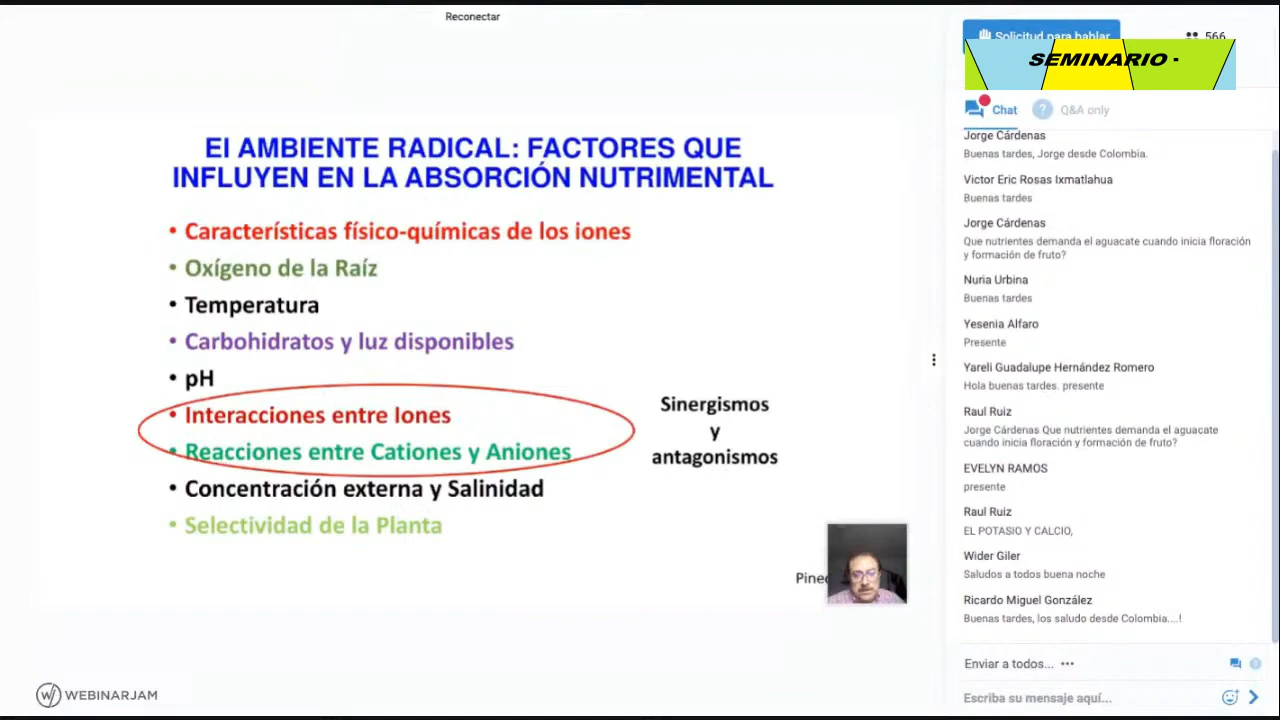 Reconectar
El AMBIENTE RADICAL: FACTORES QUE
INFLUYEN EN LA ABSORCIÓN NUTRIMENTAL
• Características físico-químicas de los iones
• Oxígeno de la Raíz
• Temperatura
• Carbohidratos y luz disponibles
• pH
• Interacciones entre Iones
• Reacciones entre Cationes y Aniones
• Concentración externa y Salinidad
• Selectividad de la Planta
Sinergismos
y
antagonismos
WEBINARJAM
Solicitud para hablar
566
SEMINARIO -
Chat
? Q&A only
Jorge Cárdenas
Buenas tardes, Jorge desde Colombia.
Victor Eric Rosas Ixmatlahua
Buenas tardes
Jorge Cárdenas
Que nutrientes demanda el aguacate cuando inicia floración
y formación de fruto?
Nuria Urbina
Buenas tardes
Yesenia Alfaro
Presente
Yareli Guadalupe Hernández Romero
Hola buenas tardes. presente
Raul Ruiz
Jorge Cárdenas Que nutrientes demanda el aguacate
cuando inicia floración y formación de fruto?
EVELYN RAMOS
presente
Raul Ruiz
EL POTASIO Y CALCIO,
Wider Giler
Saludos a todos buena noche
Ricardo Miguel González
Buenas tardes, los saludo desde Colombia....!
Enviar a todos...
Escriba su mensaje aquí...